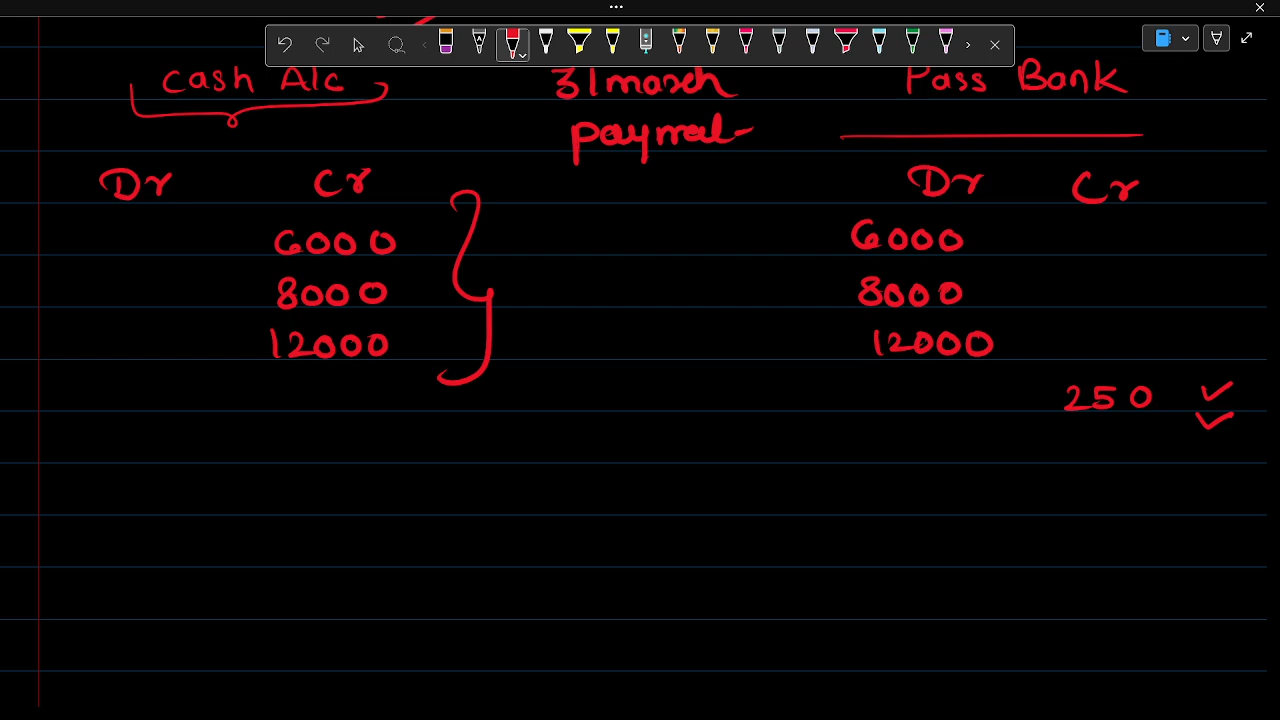 Cash A/c 31 march Pass Bank
payment
Dr Cr Dr Cr
6000 6000
8000 8000
12000 12000
250